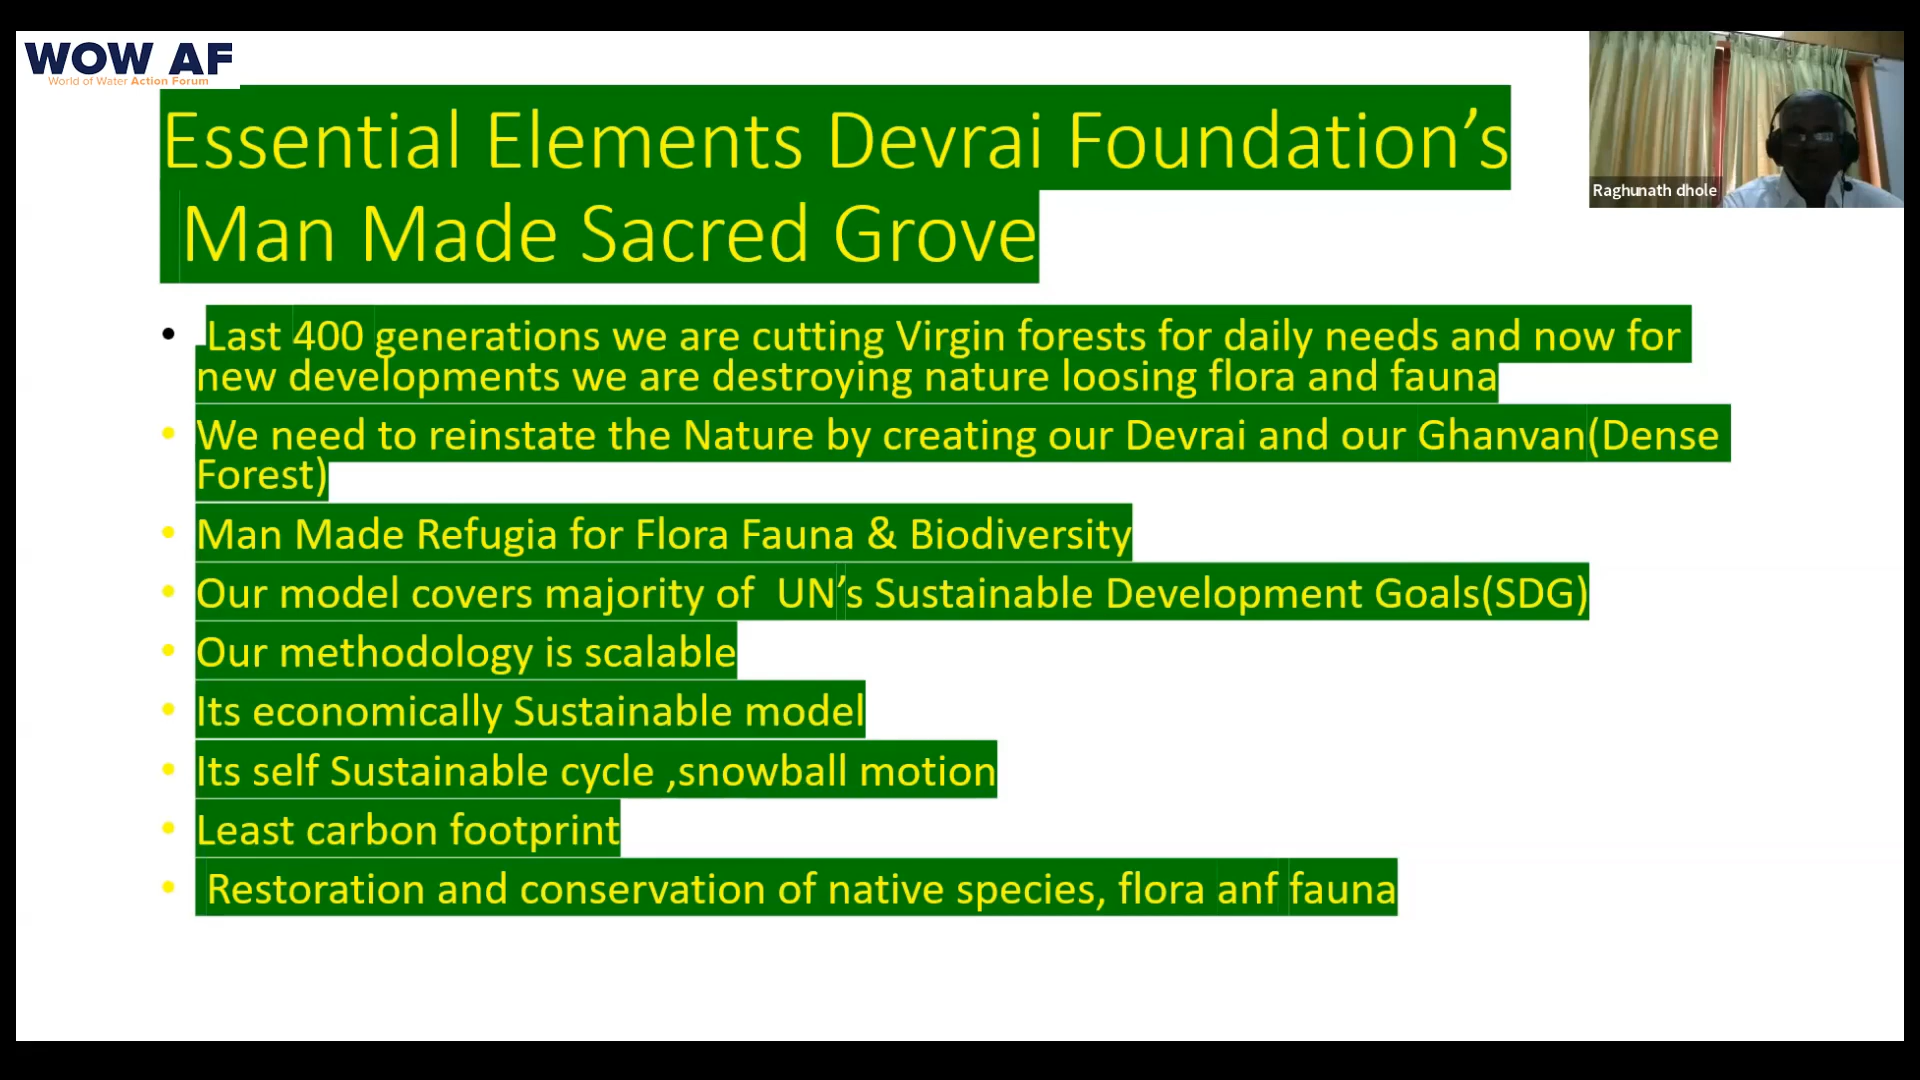 WOW AF
World of Water Action Forum
Raghunath dhole
Essential Elements Devrai Foundation’s
Man Made Sacred Grove
• Last 400 generations we are cutting Virgin forests for daily needs and now for
new developments we are destroying nature loosing flora and fauna
• We need to reinstate the Nature by creating our Devrai and our Ghanvan(Dense
Forest)
• Man Made Refugia for Flora Fauna & Biodiversity
• Our model covers majority of UN’s Sustainable Development Goals(SDG)
• Our methodology is scalable
• Its economically Sustainable model
• Its self Sustainable cycle ,snowball motion
• Least carbon footprint
• Restoration and conservation of native species, flora anf fauna